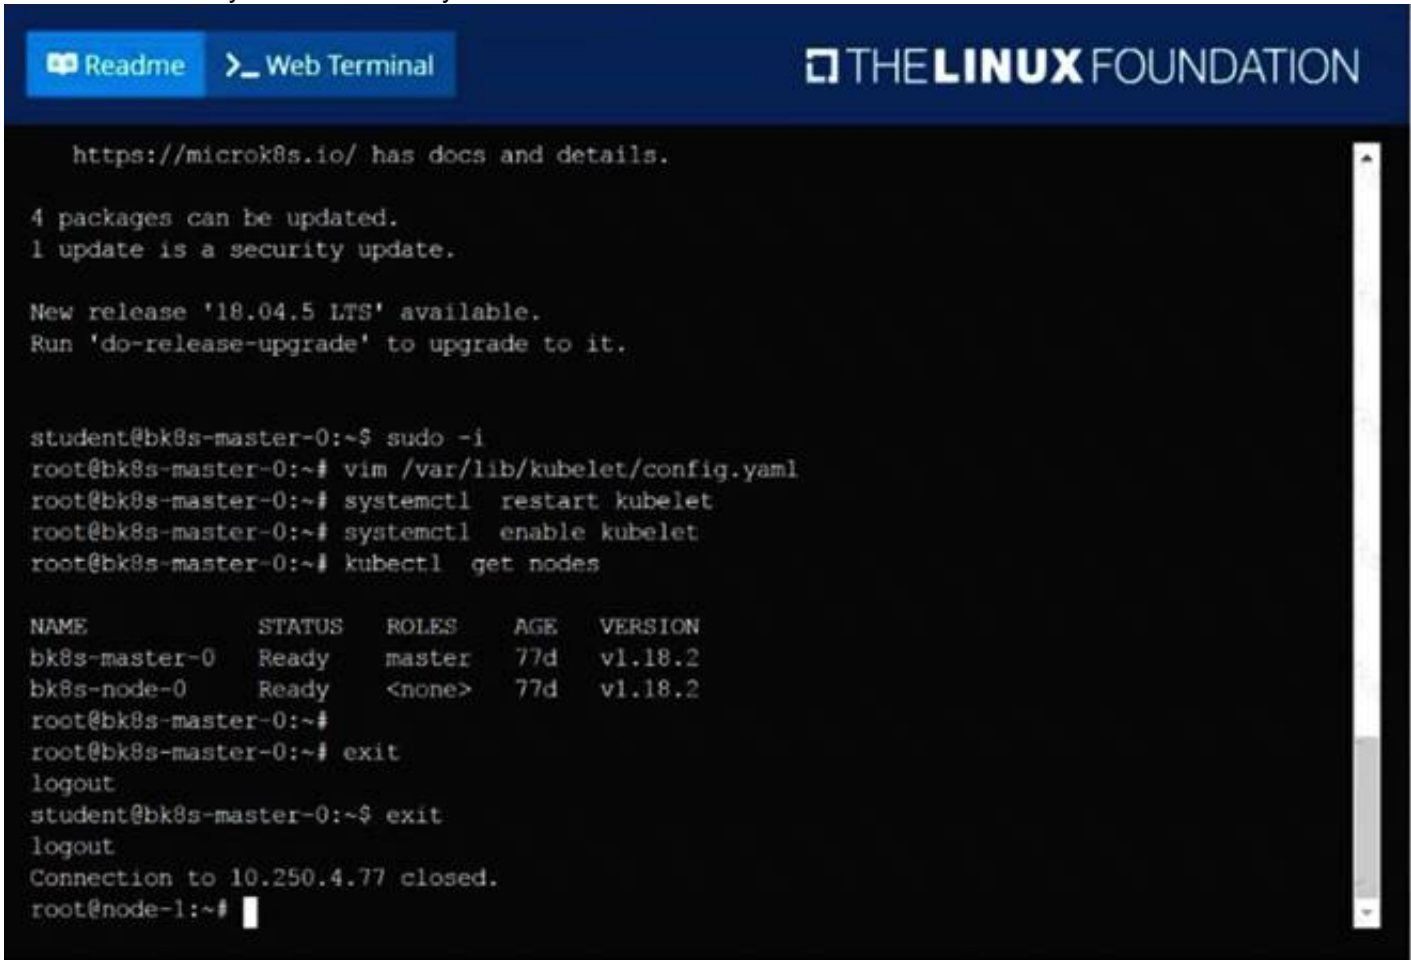 Readme >_ Web Terminal THE LINUX FOUNDATION
https://microk8s.io/ has docs and details.
4 packages can be updated.
1 update is a security update.
New release '18.04.5 LTS' available.
Run 'do-release-upgrade' to upgrade to it.
student@bk8s-master-0:~$ sudo -i
root@bk8s-master-0:~# vim /var/lib/kubelet/config.yaml
root@bk8s-master-0:~# systemctl  restart kubelet
root@bk8s-master-0:~# systemctl  enable kubelet
root@bk8s-master-0:~# kubectl  get nodes
NAME            STATUS   ROLES    AGE   VERSION
bk8s-master-0   Ready    master   77d   v1.18.2
bk8s-node-0     Ready    <none>   77d   v1.18.2
root@bk8s-master-0:~#
root@bk8s-master-0:~# exit
logout
student@bk8s-master-0:~$ exit
logout
Connection to 10.250.4.77 closed.
root@node-1:~#